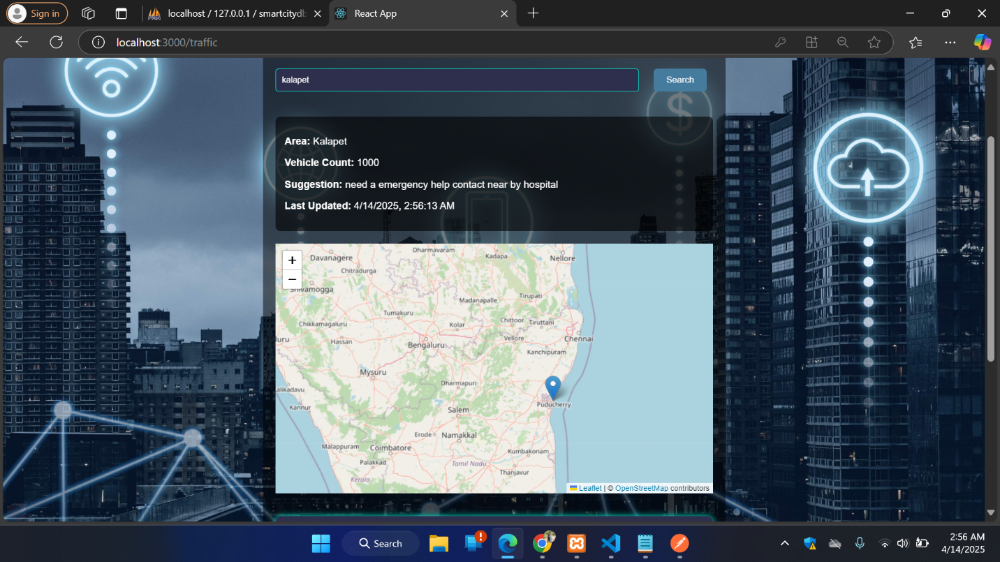 Sign in
localhost / 127.0.0.1 / smartcitydb
React App
localhost:3000/traffic
kalapet
Search
Area: Kalapet
Vehicle Count: 1000
Suggestion: need a emergency help contact near by hospital
Last Updated: 4/14/2025, 2:56:13 AM
+
−
Dharmavaram
Kadapa
Nellore
Davanagere
Chitradurga
Shivamogga
Tirupati
Madanapalle
Tumakuru
Chikkamagaluru
Kolar
Chittoor
Tiruttani
Hassan
Bengaluru
Vellore
Chennai
Kanchipuram
Mysuru
Dharmapuri
Kannur
Puducherry
Salem
Erode
Namakkal
Malappuram
Coimbatore
Kumbakonam
Palakkad
Tamil Nadu
Thanjavur
Kerala
Leaflet | © OpenStreetMap contributors
Search
2:56 AM
4/14/2025